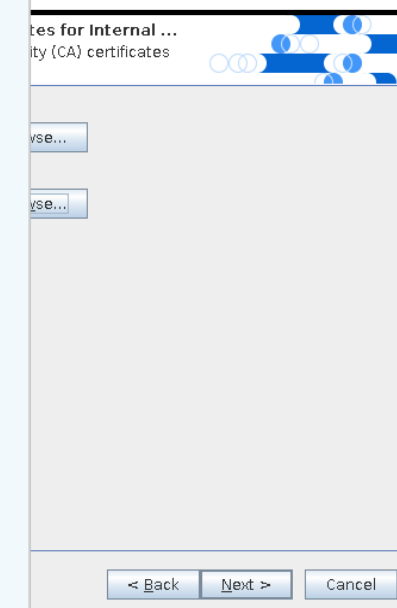 tes for Internal ...
ity (CA) certificates
wse...
wse...
< Back
Next >
Cancel